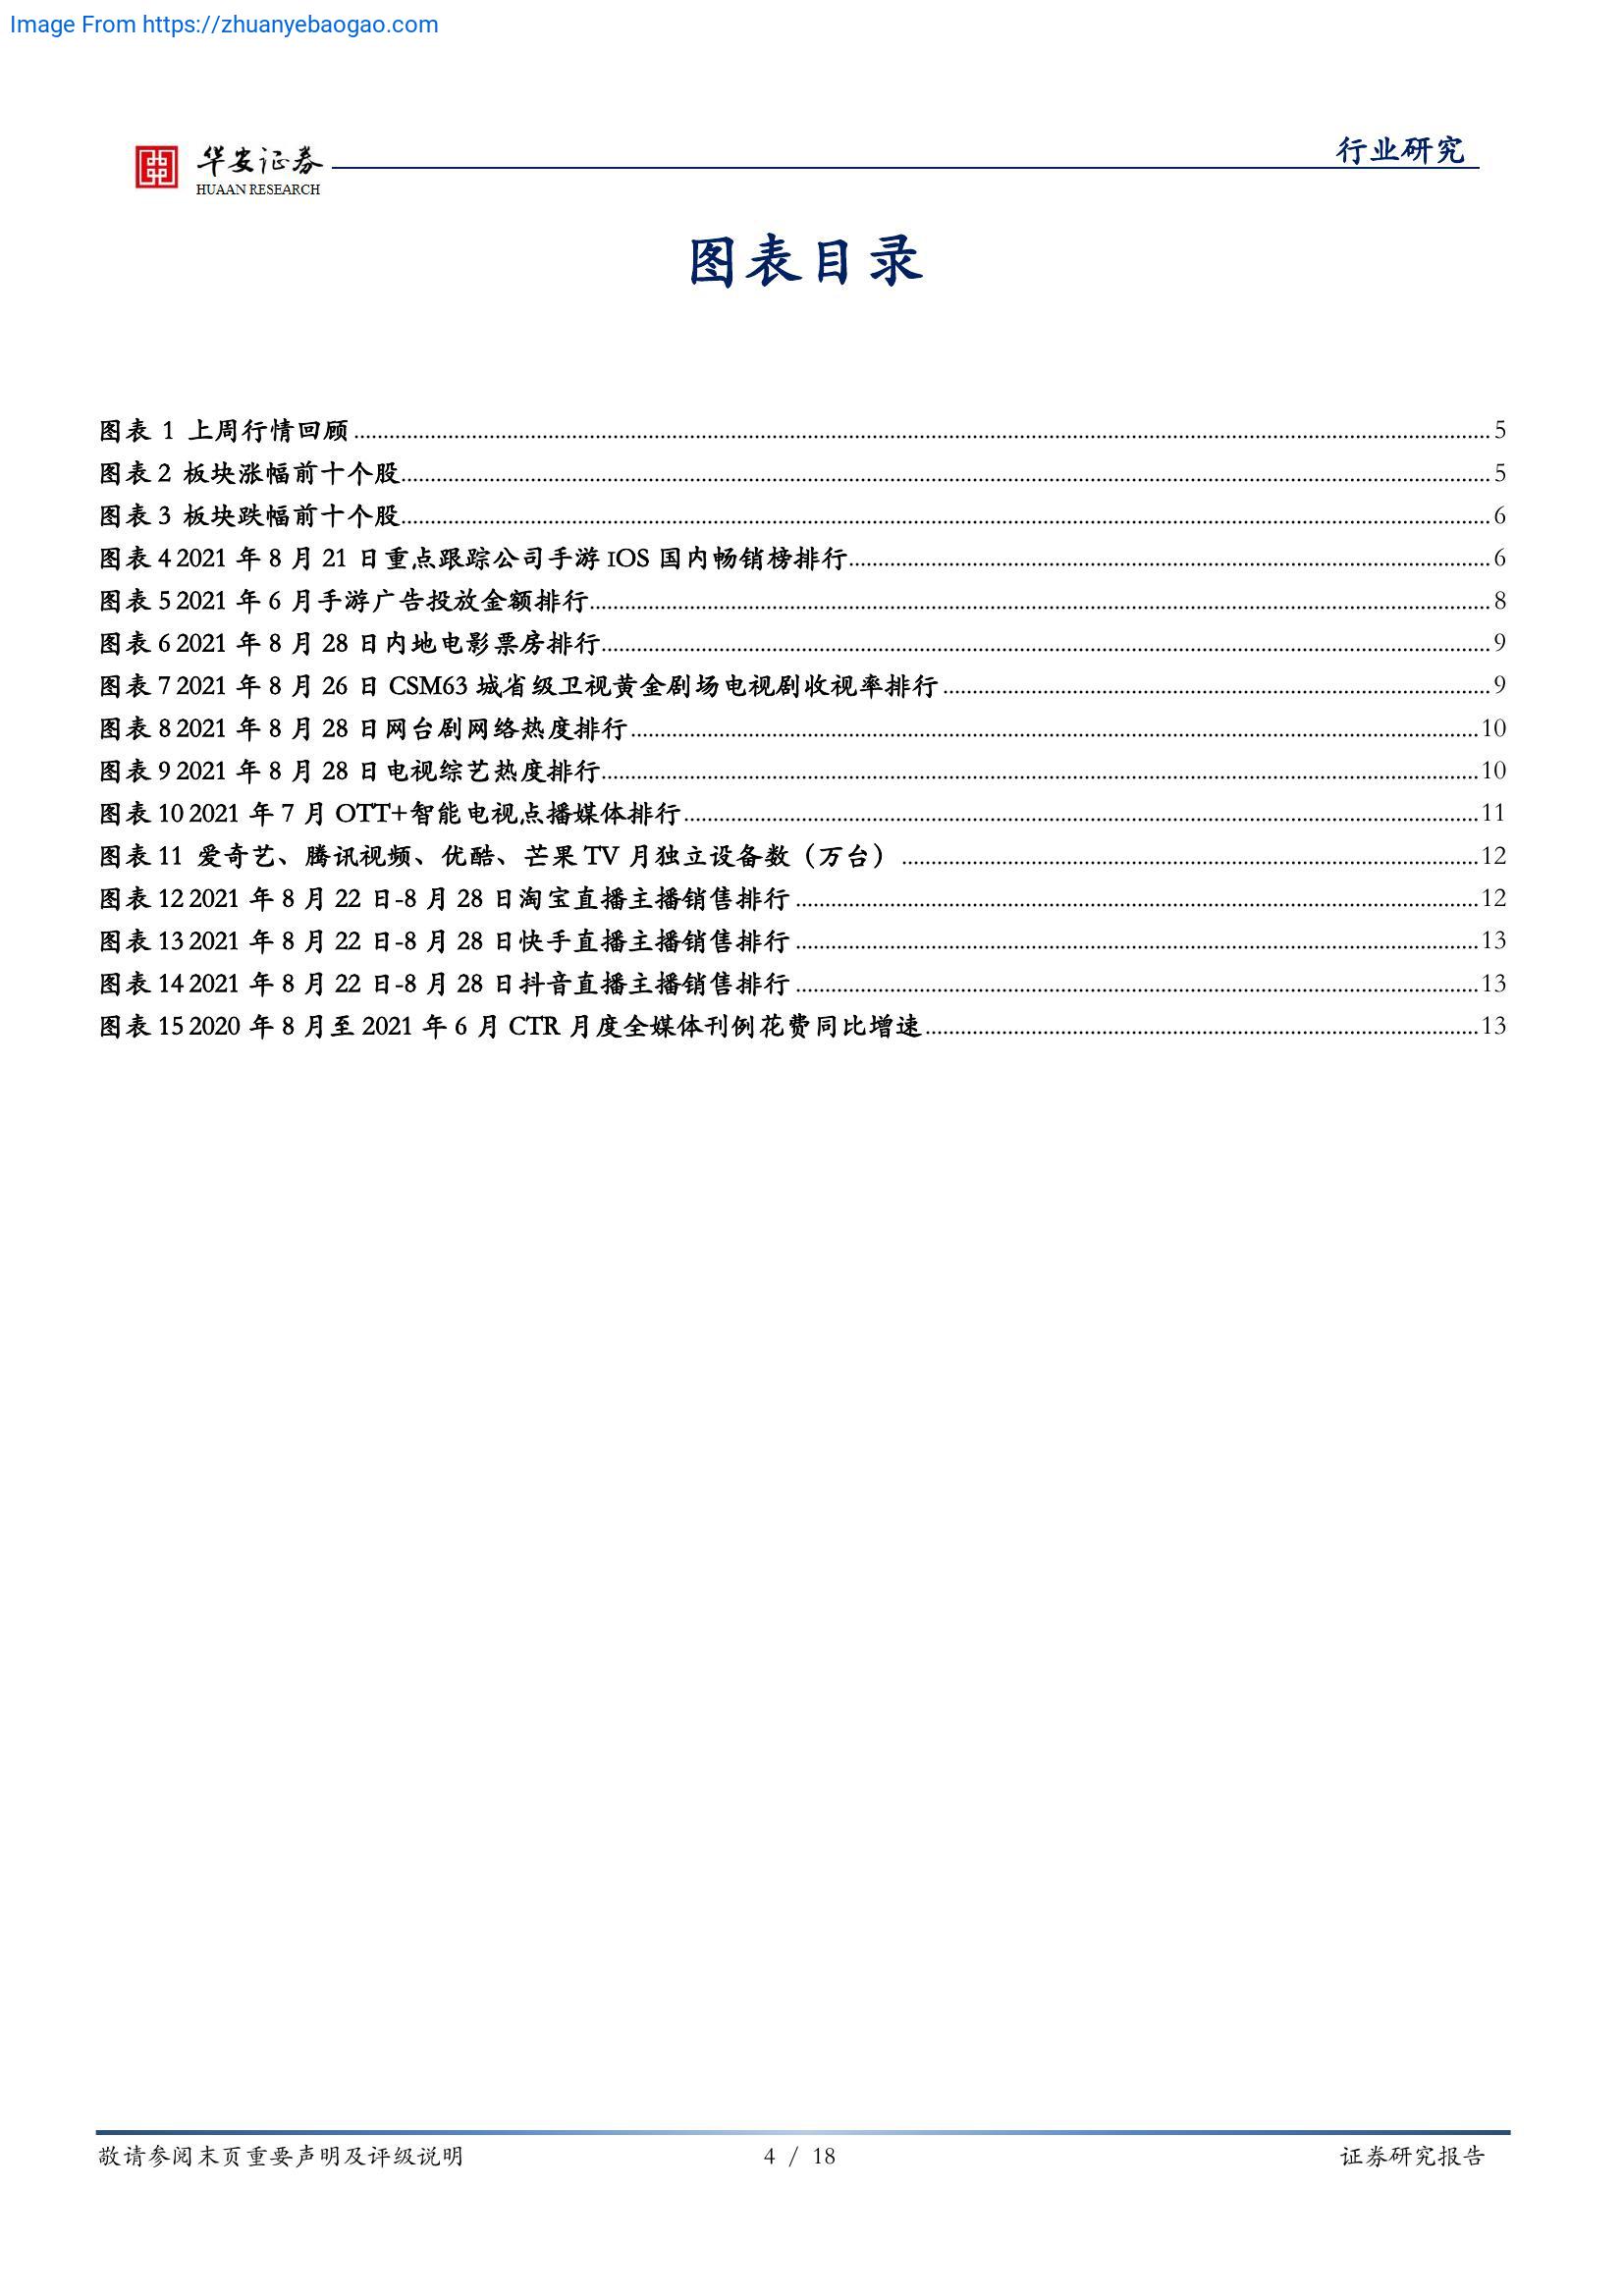 Image From https://zhuanyebaogao.com
华安证券
HUAAN RESEARCH
行业研究
图表目录
图表 1 上周行情回顾 5
图表 2 板块涨幅前十个股 5
图表 3 板块跌幅前十个股 6
图表 4 2021 年 8 月 21 日重点跟踪公司手游 IOS 国内畅销榜排行 6
图表 5 2021 年 6 月手游广告投放金额排行 8
图表 6 2021 年 8 月 28 日内地电影票房排行 9
图表 7 2021 年 8 月 26 日 CSM63 城省级卫视黄金剧场电视剧收视率排行 9
图表 8 2021 年 8 月 28 日网台剧网络热度排行 10
图表 9 2021 年 8 月 28 日电视综艺热度排行 10
图表 10 2021 年 7 月 OTT+智能电视点播媒体排行 11
图表 11 爱奇艺、腾讯视频、优酷、芒果 TV 月独立设备数（万台） 12
图表 12 2021 年 8 月 22 日-8 月 28 日淘宝直播主播销售排行 12
图表 13 2021 年 8 月 22 日-8 月 28 日快手直播主播销售排行 13
图表 14 2021 年 8 月 22 日-8 月 28 日抖音直播主播销售排行 13
图表 15 2020 年 8 月至 2021 年 6 月 CTR 月度全媒体刊例花费同比增速 13
敬请参阅末页重要声明及评级说明
4 / 18
证券研究报告